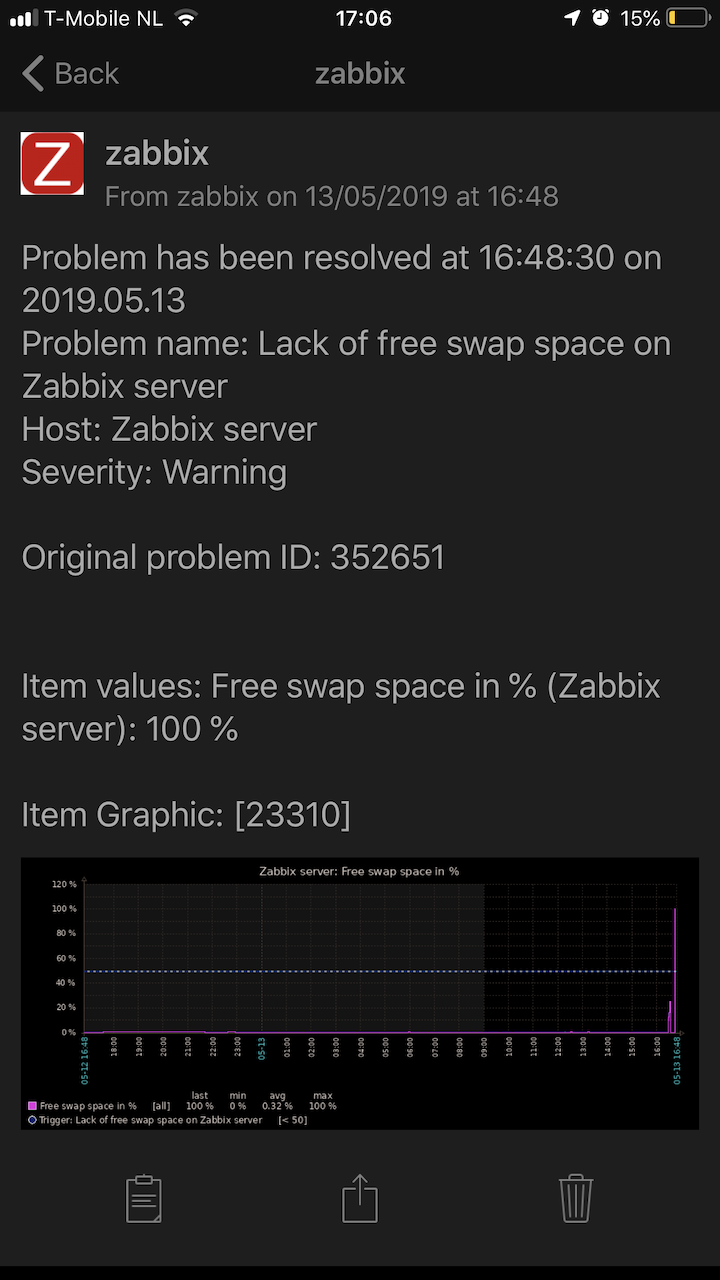 T-Mobile NL 17:06 15%
Back zabbix
Z
zabbix
From zabbix on 13/05/2019 at 16:48
Problem has been resolved at 16:48:30 on
2019.05.13
Problem name: Lack of free swap space on
Zabbix server
Host: Zabbix server
Severity: Warning
Original problem ID: 352651
Item values: Free swap space in % (Zabbix
server): 100 %
Item Graphic: [23310]
Zabbix server: Free swap space in %
120 %
100 %
80 %
60 %
40 %
20 %
0 %
05-12 16:48 18:00 19:00 20:00 21:00 22:00 23:00 05-13 01:00 02:00 03:00 04:00 05:00 06:00 07:00 08:00 09:00 10:00 11:00 12:00 13:00 14:00 15:00 16:00 05-13 16:48
last min avg max
Free swap space in % [all] 100 % 0 % 0.32 % 100 %
Trigger: Lack of free swap space on Zabbix server [< 50]